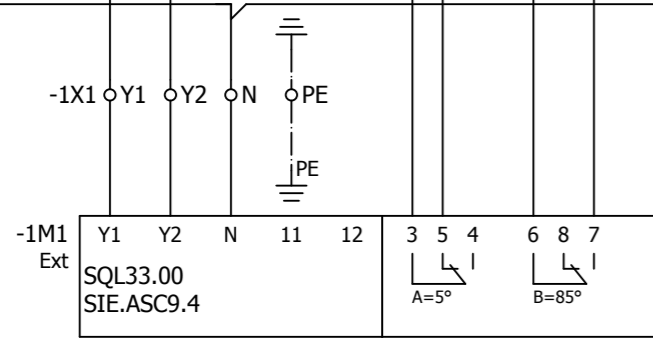 -1X1 Y1 Y2 N PE
PE
-1M1 Y1 Y2 N 11 12 3 5 4 6 8 7
Ext
SQL33.00
A=5° B=85°
SIE.ASC9.4